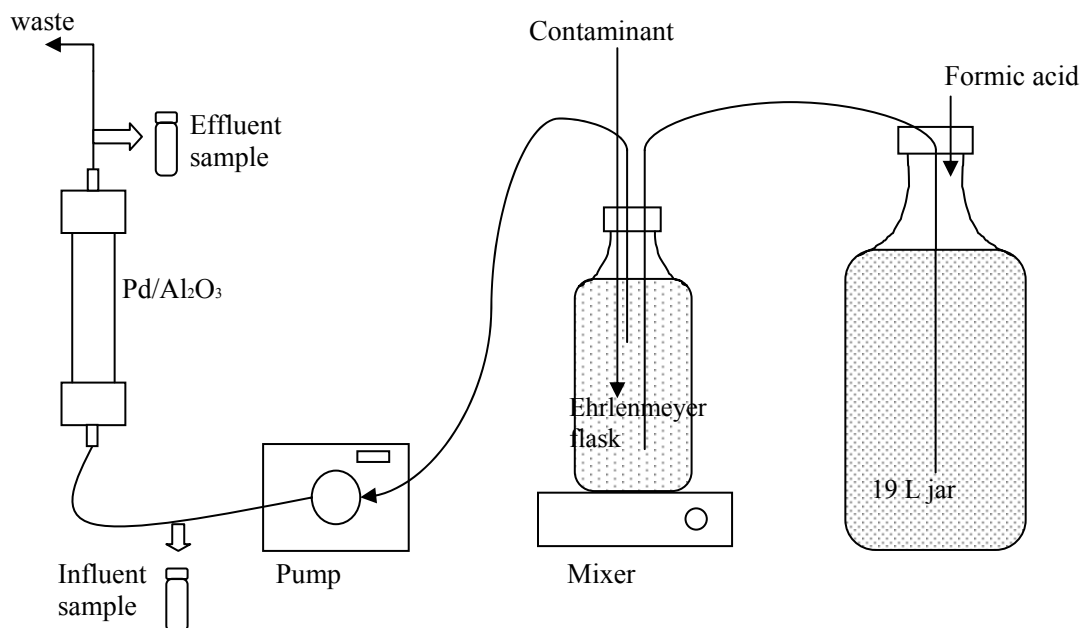 waste
Contaminant
Formic acid
Effluent
sample
Pd/Al₂O₃
Ehrlenmeyer
flask
19 L jar
Influent
sample
Pump
Mixer